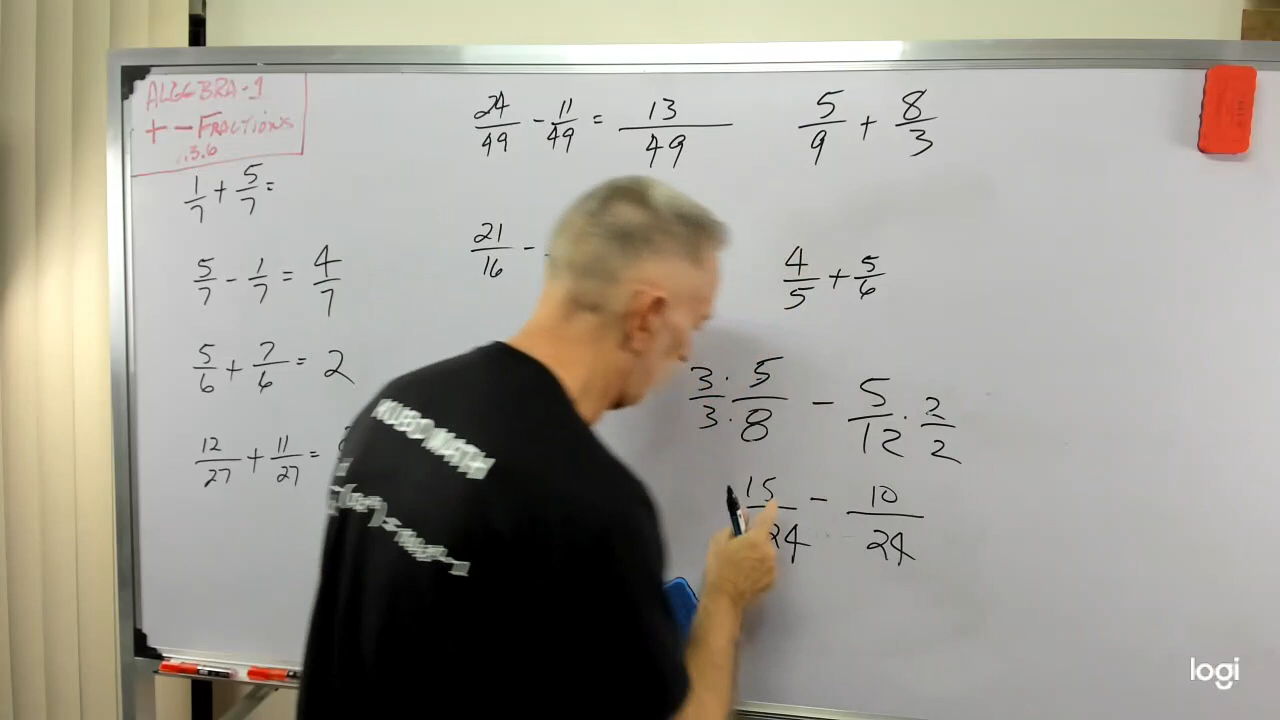 ALGEBRA-1
+ - FRACTIONS
.3.6
1/7 + 5/7 =
5/7 - 1/7 = 4/7
5/6 + 7/6 = 2
12/27 + 11/27 =
24/49 - 11/49 = 13/49
21/16 -
5/9 + 8/3
4/5 + 5/6
3/3 · 5/8 - 5/12 · 2/2
15/24 - 10/24
KUBO MATH
logi